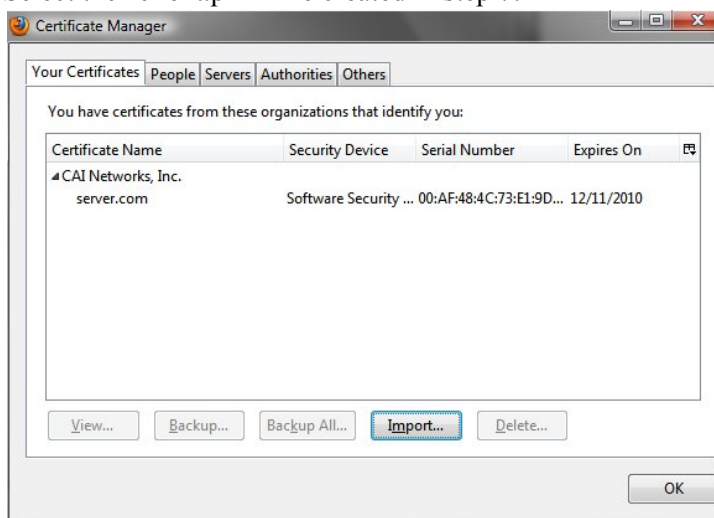 Certificate Manager
Your Certificates People Servers Authorities Others
You have certificates from these organizations that identify you:
Certificate Name Security Device Serial Number Expires On
CAI Networks, Inc.
server.com Software Security ... 00:AF:48:4C:73:E1:9D... 12/11/2010
View... Backup... Backup All... Import... Delete...
OK